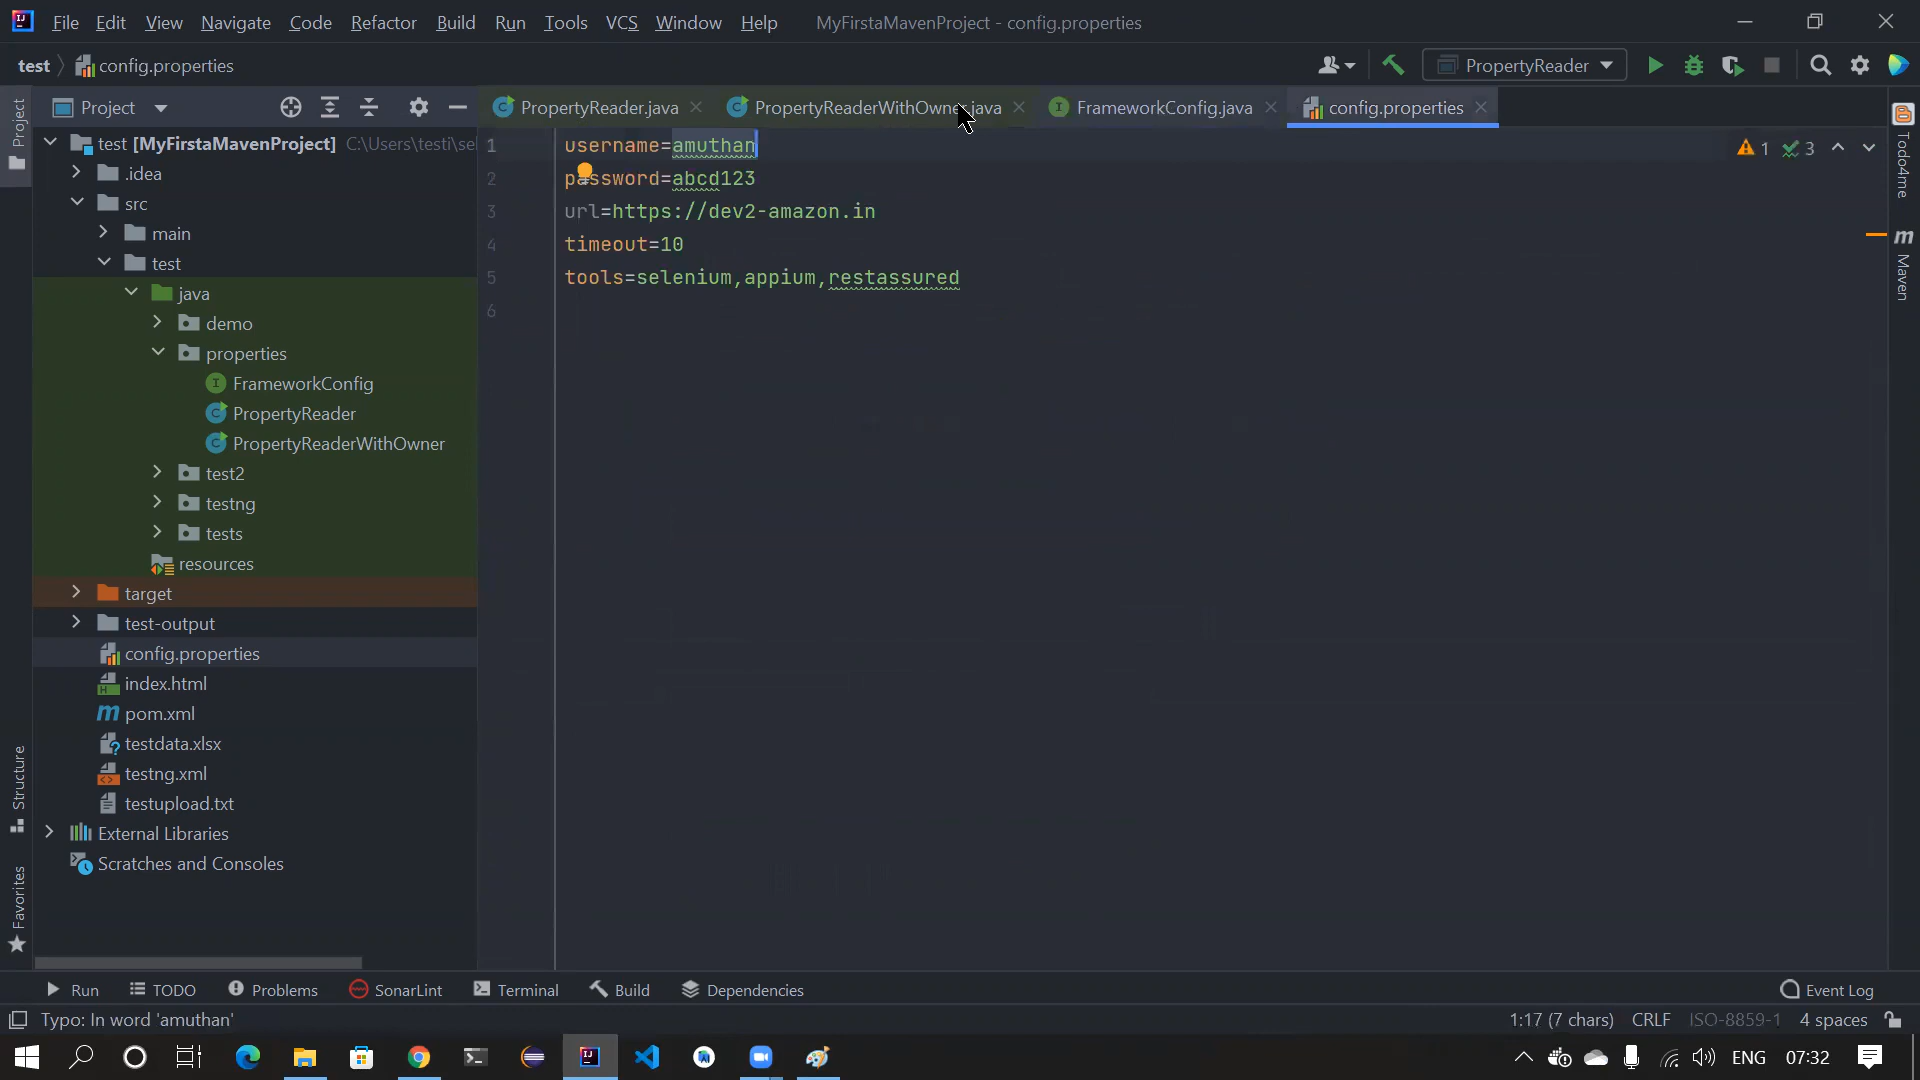 File Edit View Navigate Code Refactor Build Run Tools VCS Window Help MyFirstaMavenProject - config.properties
test config.properties PropertyReader
Project PropertyReader.java PropertyReaderWithOwner.java FrameworkConfig.java config.properties
Project
test [MyFirstaMavenProject] C:\Users\testi\se
.idea
src
main
test
java
demo
properties
FrameworkConfig
PropertyReader
PropertyReaderWithOwner
test2
testng
tests
resources
target
test-output
config.properties
index.html
pom.xml
testdata.xlsx
testng.xml
testupload.txt
External Libraries
Scratches and Consoles
Structure
Favorites
1 username=amuthan
2 password=abcd123
3 url=https://dev2-amazon.in
4 timeout=10
5 tools=selenium,appium,restassured
6
1 3
Todo4me
Maven
Run TODO Problems SonarLint Terminal Build Dependencies Event Log
Typo: In word 'amuthan' 1:17 (7 chars) CRLF ISO-8859-1 4 spaces
ENG 07:32